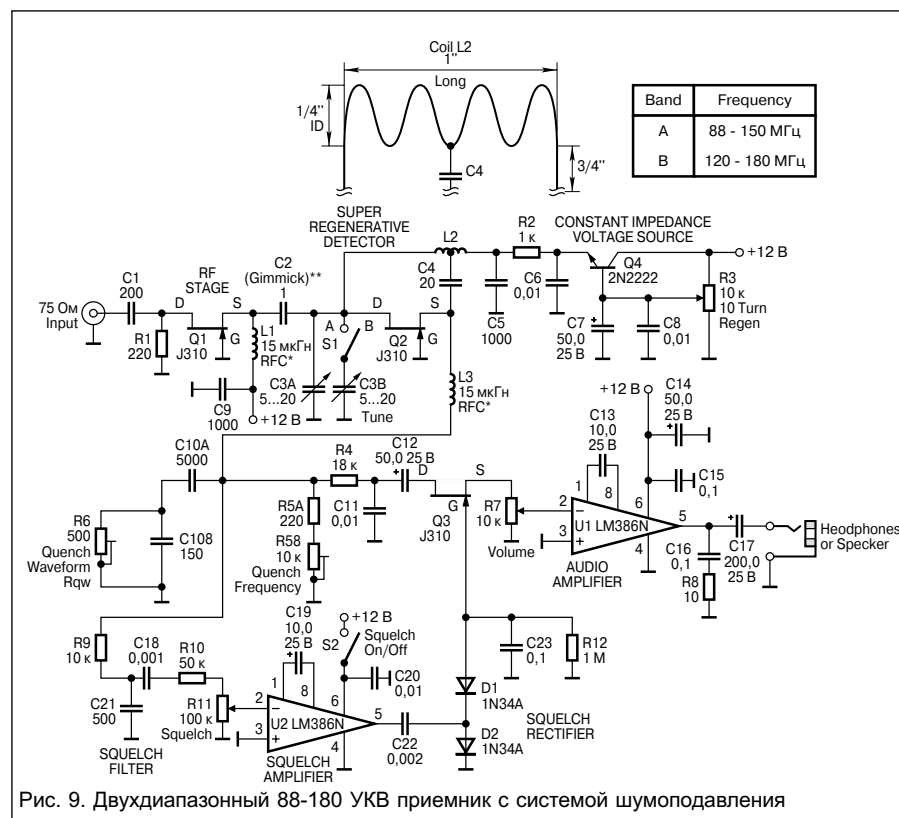 Coil L2
1"
Long
1/4"
ID
3/4"
C4
Band Frequency
A 88 - 150 МГц
B 120 - 180 МГц
SUPER
REGENERATIVE
DETECTOR
L2
R2
1 к
CONSTANT IMPEDANCE
VOLTAGE SOURCE
Q4
2N2222
+12 В
R3
10 к
10 Turn
Regen
C1
200
75 Ом
Input
RF
STAGE
D S
G
Q1
J310
R1
220
C2
(Gimmick)**
1
L1
15 мкГн
RFC*
C9
1000
+12 В
A B
S1
C3A
5...20
C3B
5...20
Tune
D S
G
Q2
J310
C4
20
C5
1000
C6
0,01
C7
50,0
25 В
C8
0,01
L3
15 мкГн
RFC*
C10A
5000
R6
500
Quench
Waveform
Rqw
C108
150
R4
18 к
C12
50,0 25 В
C11
0,01
R5A
220
R58
10 к
Quench
Frequency
D S
G
Q3
J310
R7
10 к
Volume
+12 В
C14
50,0
25 В
C13
10,0
25 В
C15
0,1
1 8 6
2
3
5
4
U1 LM386N
AUDIO
AMPLIFIER
C16
0,1
R8
10
C17
200,0
25 В
Heodphones
or Specker
R9
10 к
C18
0,001
R10
50 к
C21
500
R11
100 к
Squelch
SQUELCH
FILTER
C19
10,0
25 В
+12 В
S2
Squelch
On/Off
C20
0,01
1 8 6
2
3
5
4
U2 LM386N
SQUELCH
AMPLIFIER
C22
0,002
C23
0,1
R12
1 М
D1
1N34A
D2
1N34A
SQUELCH
RECTIFIER
Рис. 9. Двухдиапазонный 88-180 УКВ приемник с системой шумоподавления